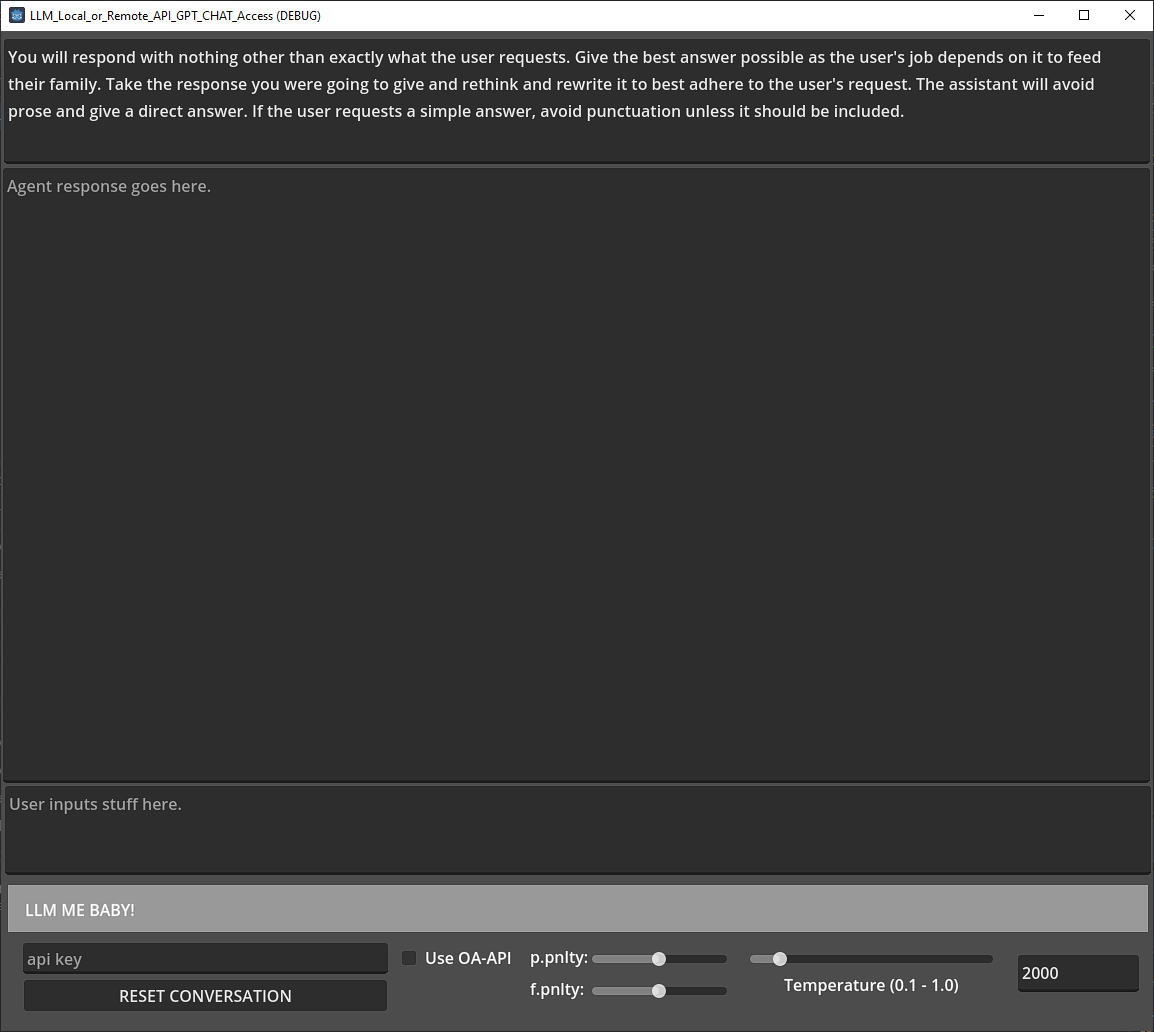 LLM_Local_or_Remote_API_GPT_CHAT_Access (DEBUG)
You will respond with nothing other than exactly what the user requests. Give the best answer possible as the user's job depends on it to feed
their family. Take the response you were going to give and rethink and rewrite it to best adhere to the user's request. The assistant will avoid
prose and give a direct answer. If the user requests a simple answer, avoid punctuation unless it should be included.
Agent response goes here.
User inputs stuff here.
LLM ME BABY!
api key
Use OA-API
p.pnlty:
f.pnlty:
Temperature (0.1 - 1.0)
2000
RESET CONVERSATION